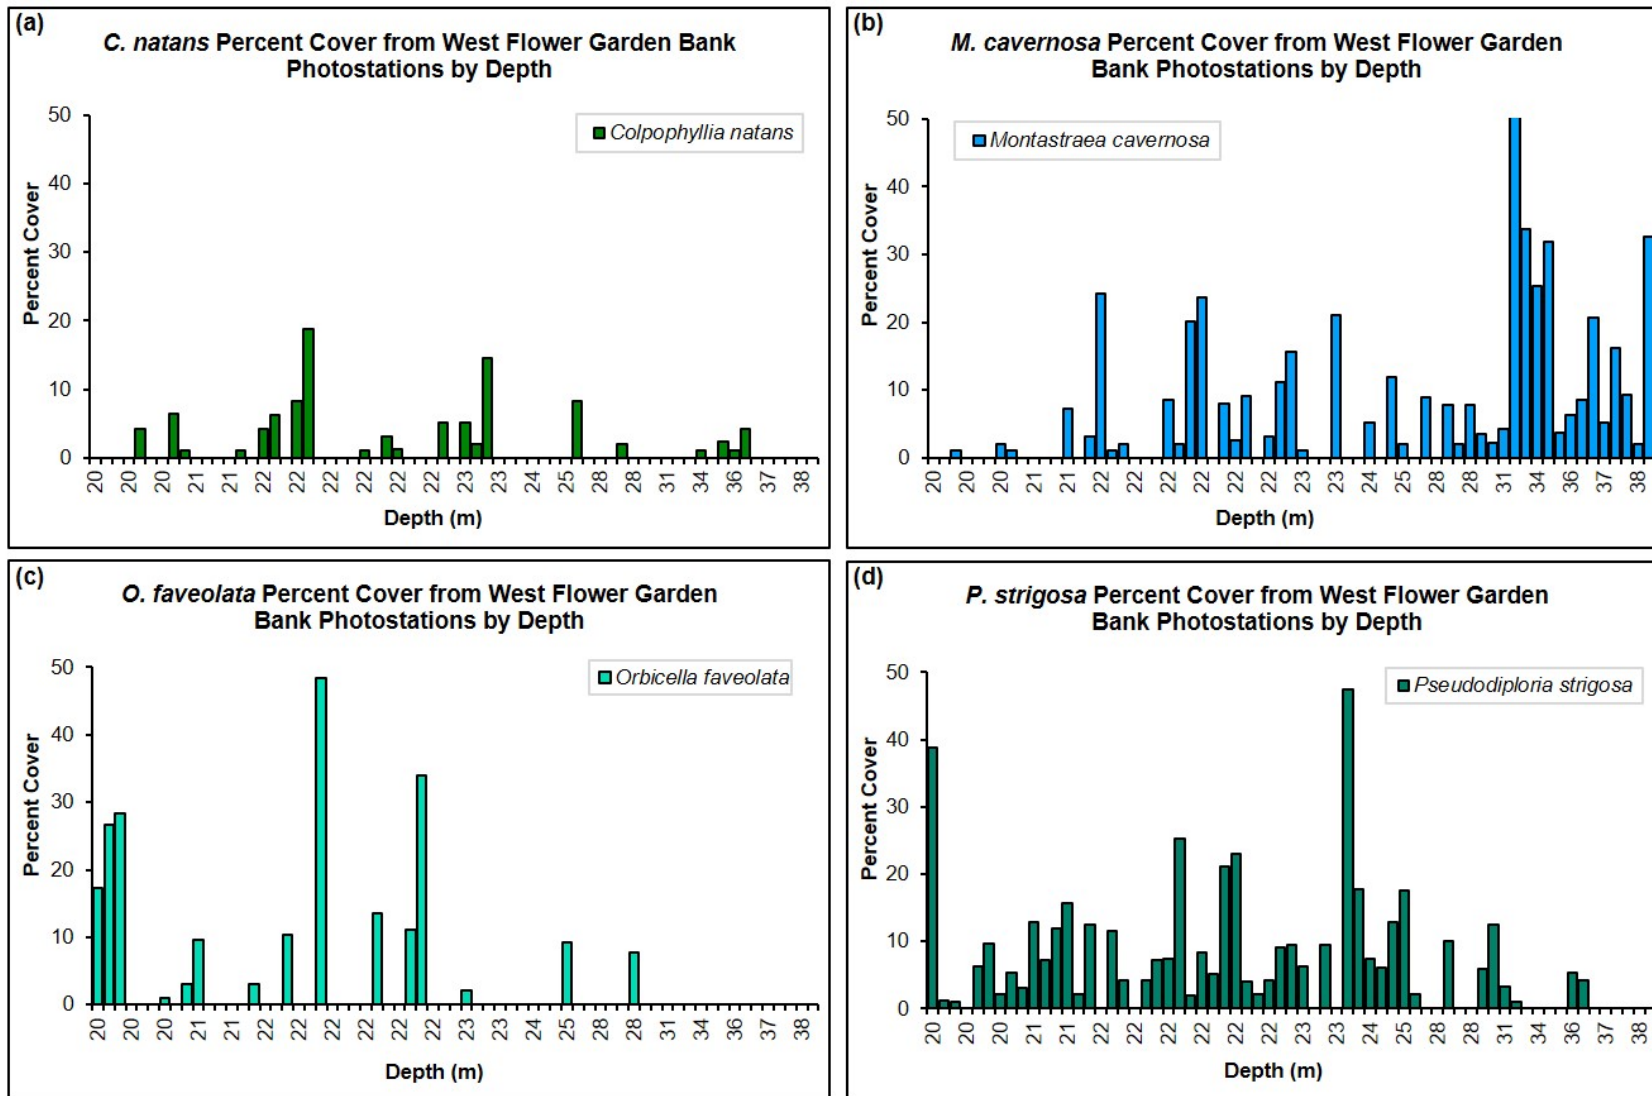 (a)
C. natans Percent Cover from West Flower Garden Bank
Photostations by Depth
Colpophyllia natans
Percent Cover
50
40
30
20
10
0
20 20 20 21 21 22 22 22 22 22 23 23 24 24 25 28 28 31 34 36 37 38
Depth (m)
(b)
M. cavernosa Percent Cover from West Flower Garden
Bank Photostations by Depth
Montastraea cavernosa
Percent Cover
50
40
30
20
10
0
20 20 20 21 21 22 22 22 22 22 22 23 23 24 25 28 28 31 34 36 37 38
Depth (m)
(c)
O. faveolata Percent Cover from West Flower Garden
Bank Photostations by Depth
Orbicella faveolata
Percent Cover
50
40
30
20
10
0
20 20 20 21 21 22 22 22 22 22 22 23 23 24 25 28 28 31 34 36 37 38
Depth (m)
(d)
P. strigosa Percent Cover from West Flower Garden
Bank Photostations by Depth
Pseudodiploria strigosa
Percent Cover
50
40
30
20
10
0
20 20 20 21 21 22 22 22 22 22 22 23 23 24 25 28 28 31 34 36 37 38
Depth (m)